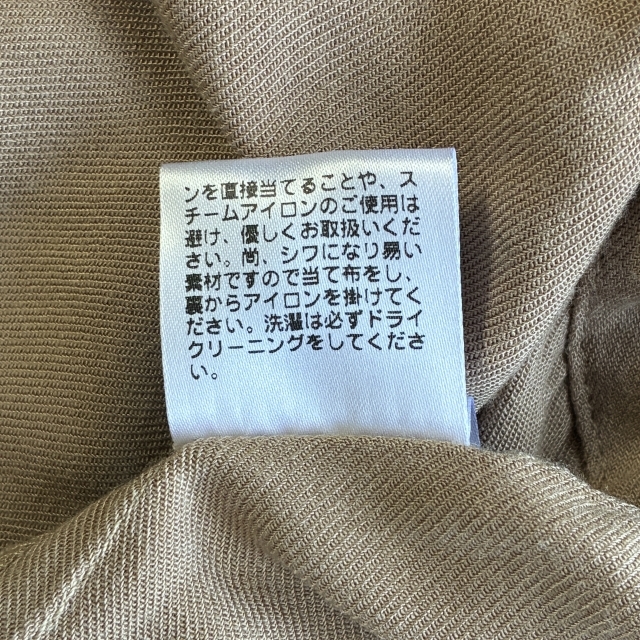 ンを直接当てることや、ス
チームアイロンのご使用は
避け、優しくお取扱いくだ
さい。尚、シワになり易い
素材ですので当て布をし、
裏からアイロンを掛けてく
ださい。洗濯は必ずドライ
クリーニングをしてくださ
い。